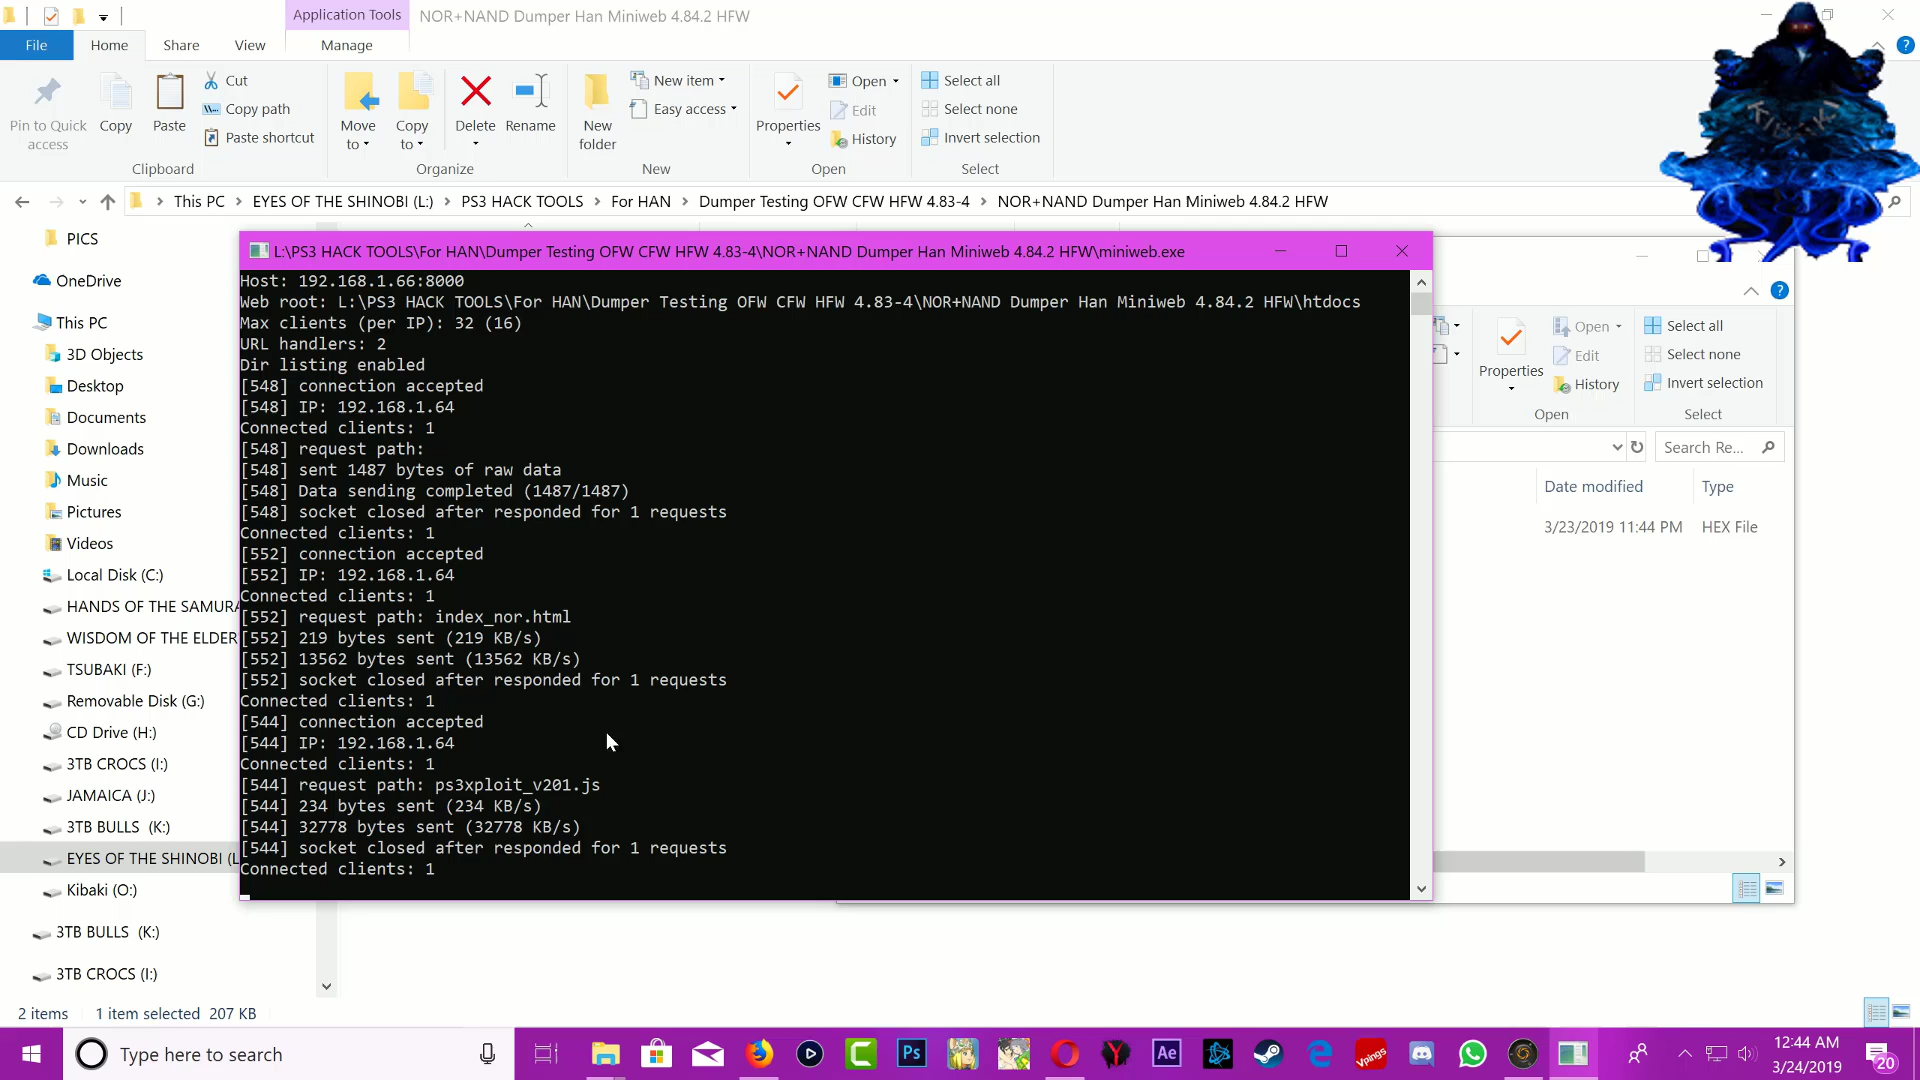 Application Tools
NOR+NAND Dumper Han Miniweb 4.84.2 HFW
File
Home
Share
View
Manage
Pin to Quick access
Copy
Paste
Cut
Copy path
Paste shortcut
Clipboard
Move to
Copy to
Delete
Rename
Organize
New folder
New item
Easy access
New
Properties
Open
Edit
History
Open
Select all
Select none
Invert selection
Select
This PC
EYES OF THE SHINOBI (L:)
PS3 HACK TOOLS
For HAN
Dumper Testing OFW CFW HFW 4.83-4
NOR+NAND Dumper Han Miniweb 4.84.2 HFW
PICS
OneDrive
This PC
3D Objects
Desktop
Documents
Downloads
Music
Pictures
Videos
Local Disk (C:)
HANDS OF THE SAMURA
WISDOM OF THE ELDER
TSUBAKI (F:)
Removable Disk (G:)
CD Drive (H:)
3TB CROCS (I:)
JAMAICA (J:)
3TB BULLS (K:)
EYES OF THE SHINOBI (L
Kibaki (O:)
3TB BULLS (K:)
3TB CROCS (I:)
L:\PS3 HACK TOOLS\For HAN\Dumper Testing OFW CFW HFW 4.83-4\NOR+NAND Dumper Han Miniweb 4.84.2 HFW\miniweb.exe
Host: 192.168.1.66:8000
Web root: L:\PS3 HACK TOOLS\For HAN\Dumper Testing OFW CFW HFW 4.83-4\NOR+NAND Dumper Han Miniweb 4.84.2 HFW\htdocs
Max clients (per IP): 32 (16)
URL handlers: 2
Dir listing enabled
[548] connection accepted
[548] IP: 192.168.1.64
Connected clients: 1
[548] request path:
[548] sent 1487 bytes of raw data
[548] Data sending completed (1487/1487)
[548] socket closed after responded for 1 requests
Connected clients: 1
[552] connection accepted
[552] IP: 192.168.1.64
Connected clients: 1
[552] request path: index_nor.html
[552] 219 bytes sent (219 KB/s)
[552] 13562 bytes sent (13562 KB/s)
[552] socket closed after responded for 1 requests
Connected clients: 1
[544] connection accepted
[544] IP: 192.168.1.64
Connected clients: 1
[544] request path: ps3xploit_v201.js
[544] 234 bytes sent (234 KB/s)
[544] 32778 bytes sent (32778 KB/s)
[544] socket closed after responded for 1 requests
Connected clients: 1
Properties
Open
Edit
History
Open
Select all
Select none
Invert selection
Select
Search Re...
Date modified
Type
3/23/2019 11:44 PM
HEX File
2 items
1 item selected 207 KB
Type here to search
Ps
Ae
Vpings
12:44 AM
3/24/2019
20